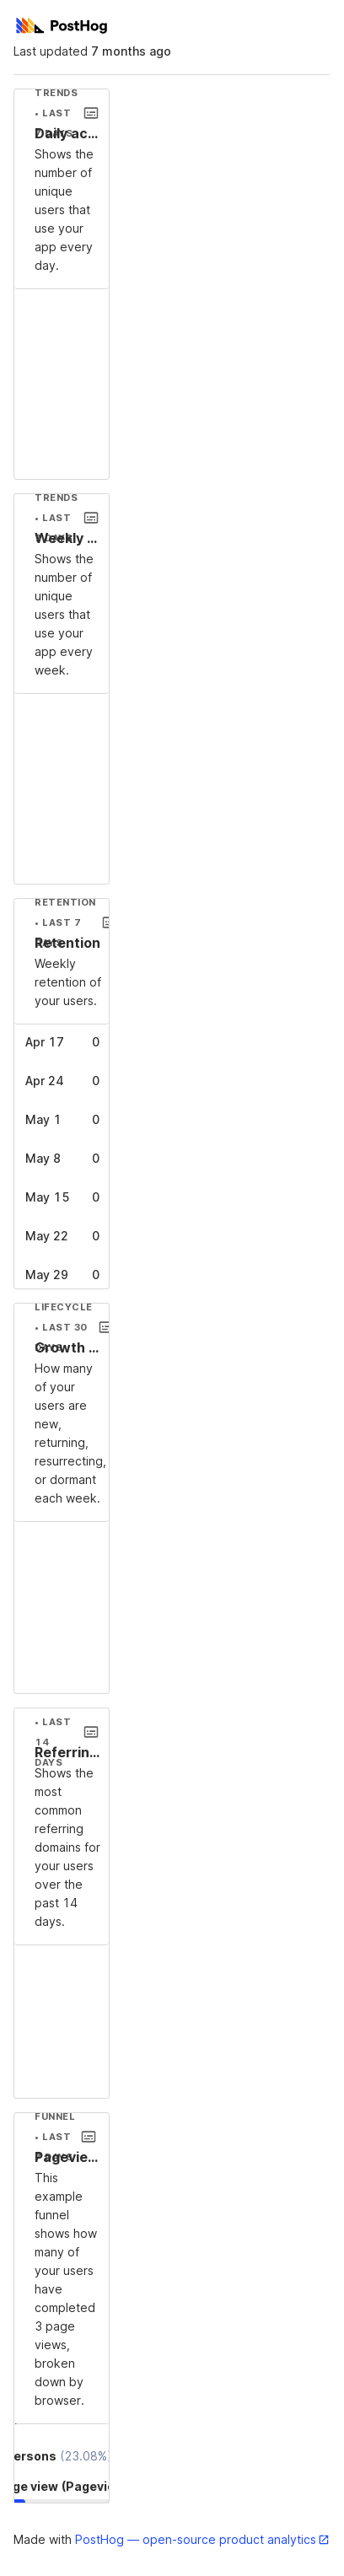 PostHog
Last updated 7 months ago
TRENDS
• LAST
7 DAYS
Daily ac...
Shows the
number of
unique
users that
use your
app every
day.
TRENDS
• LAST
Weekly ...
Shows the
number of
unique
users that
use your
app every
week.
RETENTION
• LAST 7
DAYS
Retention
Weekly
retention of
your users.
Apr 17 0
Apr 24 0
May 1 0
May 8 0
May 15 0
May 22 0
May 29 0
LIFECYCLE
• LAST 30
DAYS
Growth ...
How many
of your
users are
new,
returning,
resurrecting,
or dormant
each week.
• LAST
14
DAYS
Referrin...
Shows the
most
common
referring
domains for
your users
over the
past 14
days.
FUNNEL
• LAST
Pagevie...
This
example
funnel
shows how
many of
your users
have
completed
3 page
views,
broken
down by
browser.
ersons (23.08%)
ge view (Pagevie
Made with PostHog — open-source product analytics